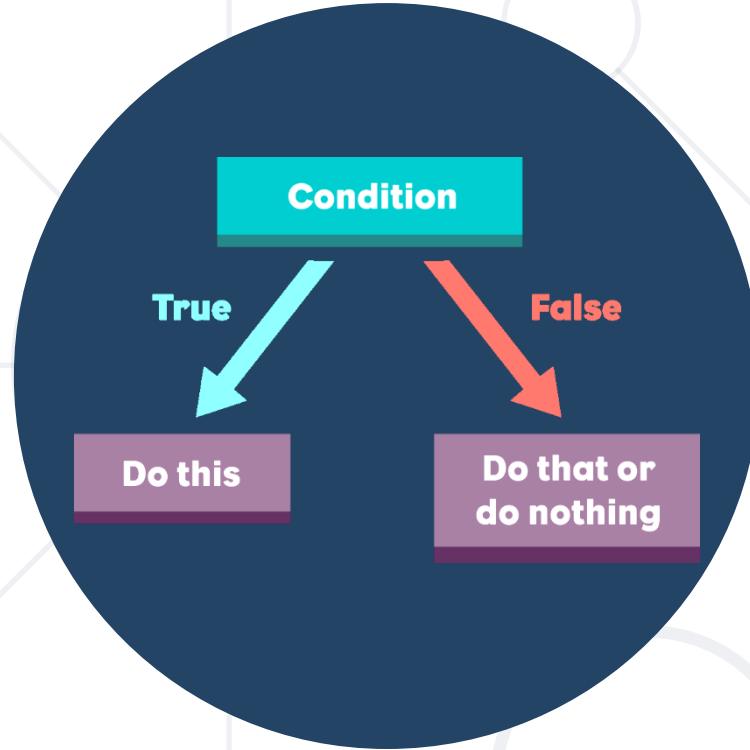 Condition
True
False
Do this
Do that or
do nothing